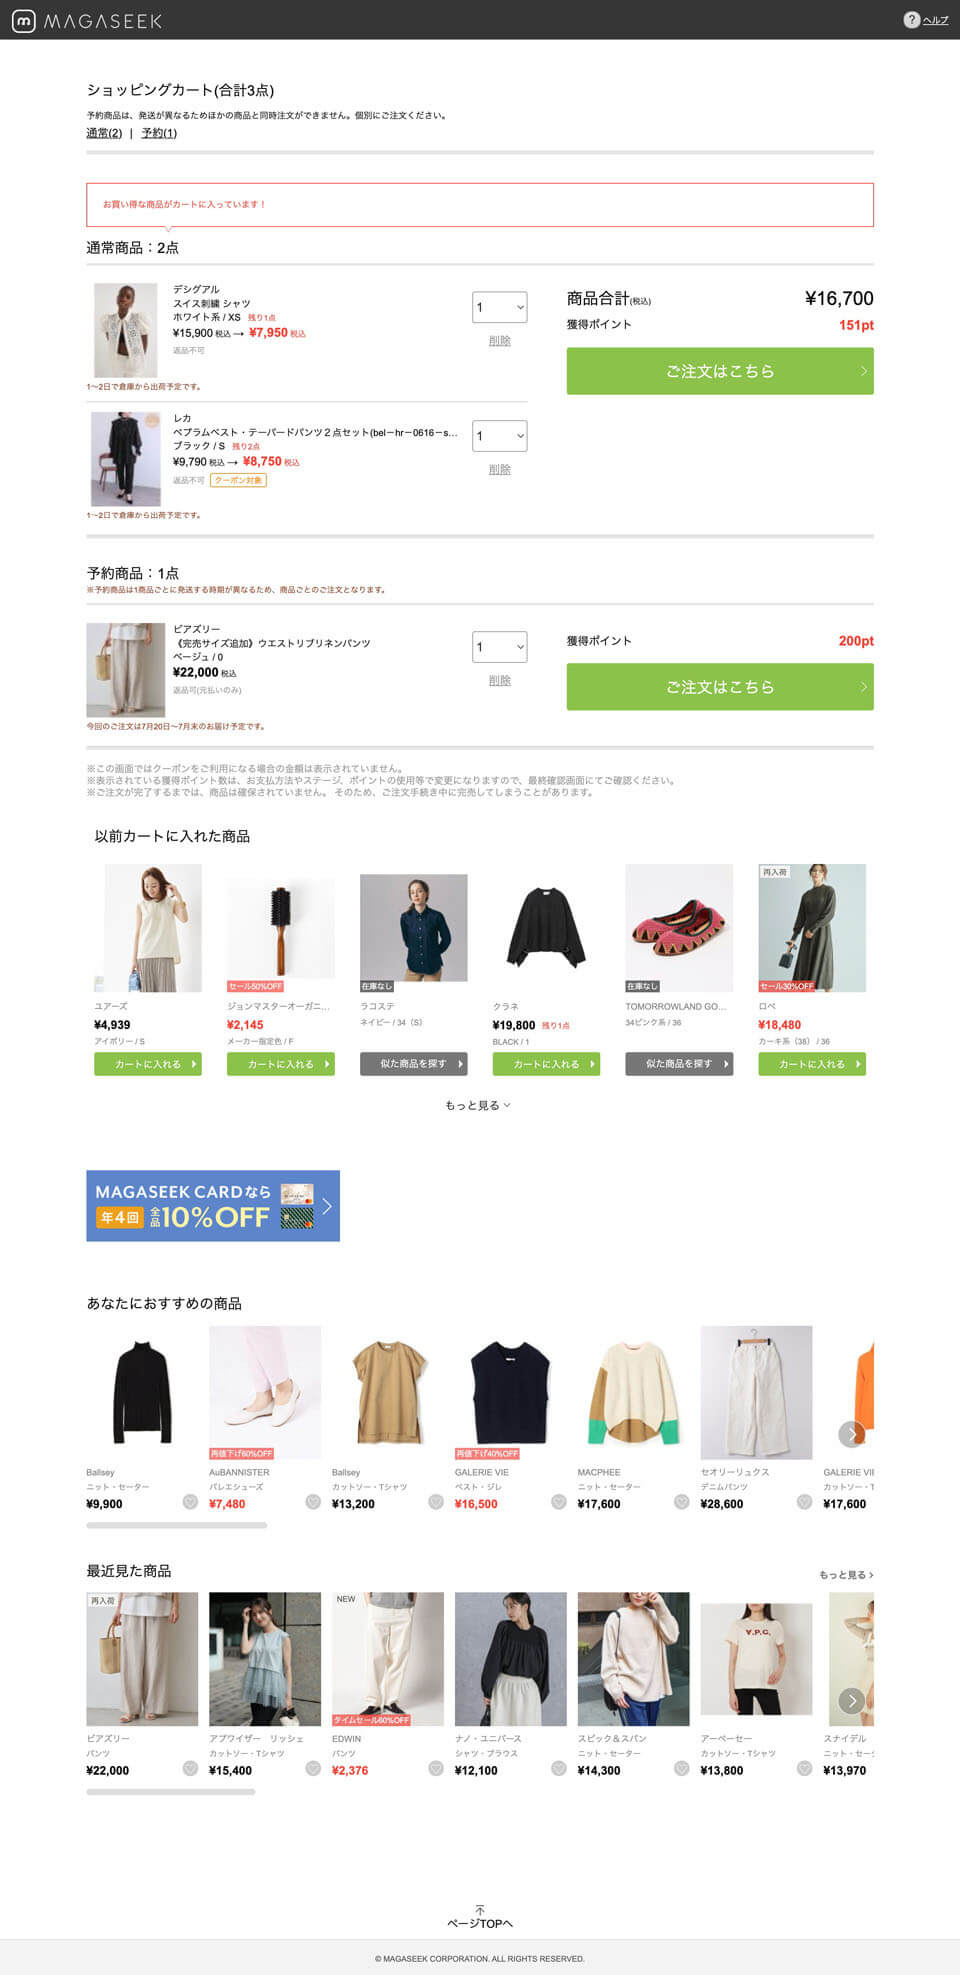 MAGASEEK
? ヘルプ
ショッピングカート(合計3点)
予約商品は、発送が異なるためほかの商品と同時注文ができません。個別にご注文ください。
通常(2) | 予約(1)
お買い得な商品がカートに入っています！
通常商品：2点
デシグアル
スイス刺繍 シャツ
ホワイト系 / XS 残り1点
¥15,900 税込 → ¥7,950 税込
返品不可
1
削除
1～2日で倉庫から出荷予定です。
商品合計(税込) ¥16,700
獲得ポイント 151pt
ご注文はこちら
レカ
ペプラムベスト・テーパードパンツ２点セット(bel－hr－0616－s...
ブラック / S 残り2点
¥9,790 税込 → ¥8,750 税込
返品不可 クーポン対象
1
削除
1～2日で倉庫から出荷予定です。
予約商品：1点
※予約商品は1商品ごとに発送する時期が異なるため、商品ごとのご注文となります。
ビアズリー
《完売サイズ追加》ウエストリブリネンパンツ
ベージュ / 0
¥22,000 税込
返品可(元払いのみ)
1
削除
今回のご注文は7月20日～7月末のお届け予定です。
獲得ポイント 200pt
ご注文はこちら
※この画面ではクーポンをご利用になる場合の金額は表示されていません。
※表示されている獲得ポイント数は、お支払方法やステージ、ポイントの使用等で変更になりますので、最終確認画面にてご確認ください。
※ご注文が完了するまでは、商品は確保されていません。 そのため、ご注文手続き中に完売してしまうことがあります。
以前カートに入れた商品
ユアーズ
¥4,939
アイボリー / S
カートに入れる
セール50%OFF
ジョンマスターオーガニ...
¥2,145
メーカー指定色 / F
カートに入れる
在庫なし
ラコステ
ネイビー / 34（S）
似た商品を探す
クラネ
¥19,800 残り1点
BLACK / 1
カートに入れる
在庫なし
TOMORROWLAND GO...
34ピンク系 / 36
似た商品を探す
再入荷
セール30%OFF
ロペ
¥18,480
カーキ系（38） / 36
カートに入れる
もっと見る
MAGASEEK CARDなら
年4回 全品10%OFF
あなたにおすすめの商品
Ballsey
ニット・セーター
¥9,900
再値下げ60%OFF
AuBANNISTER
バレエシューズ
¥7,480
Ballsey
カットソー・Tシャツ
¥13,200
再値下げ40%OFF
GALERIE VIE
ベスト・ジレ
¥16,500
MACPHEE
ニット・セーター
¥17,600
セオリーリュクス
デニムパンツ
¥28,600
GALERIE VIE
カットソー・T
¥17,600
最近見た商品
もっと見る
再入荷
ビアズリー
パンツ
¥22,000
アプワイザー リッシェ
カットソー・Tシャツ
¥15,400
NEW
タイムセール60%OFF
EDWIN
パンツ
¥2,376
ナノ・ユニバース
シャツ・ブラウス
¥12,100
スピック＆スパン
ニット・セーター
¥14,300
A.P.C.
アーペーセー
カットソー・Tシャツ
¥13,800
スナイデル
ニット・セー
¥13,970
ページTOPへ
© MAGASEEK CORPORATION. ALL RIGHTS RESERVED.